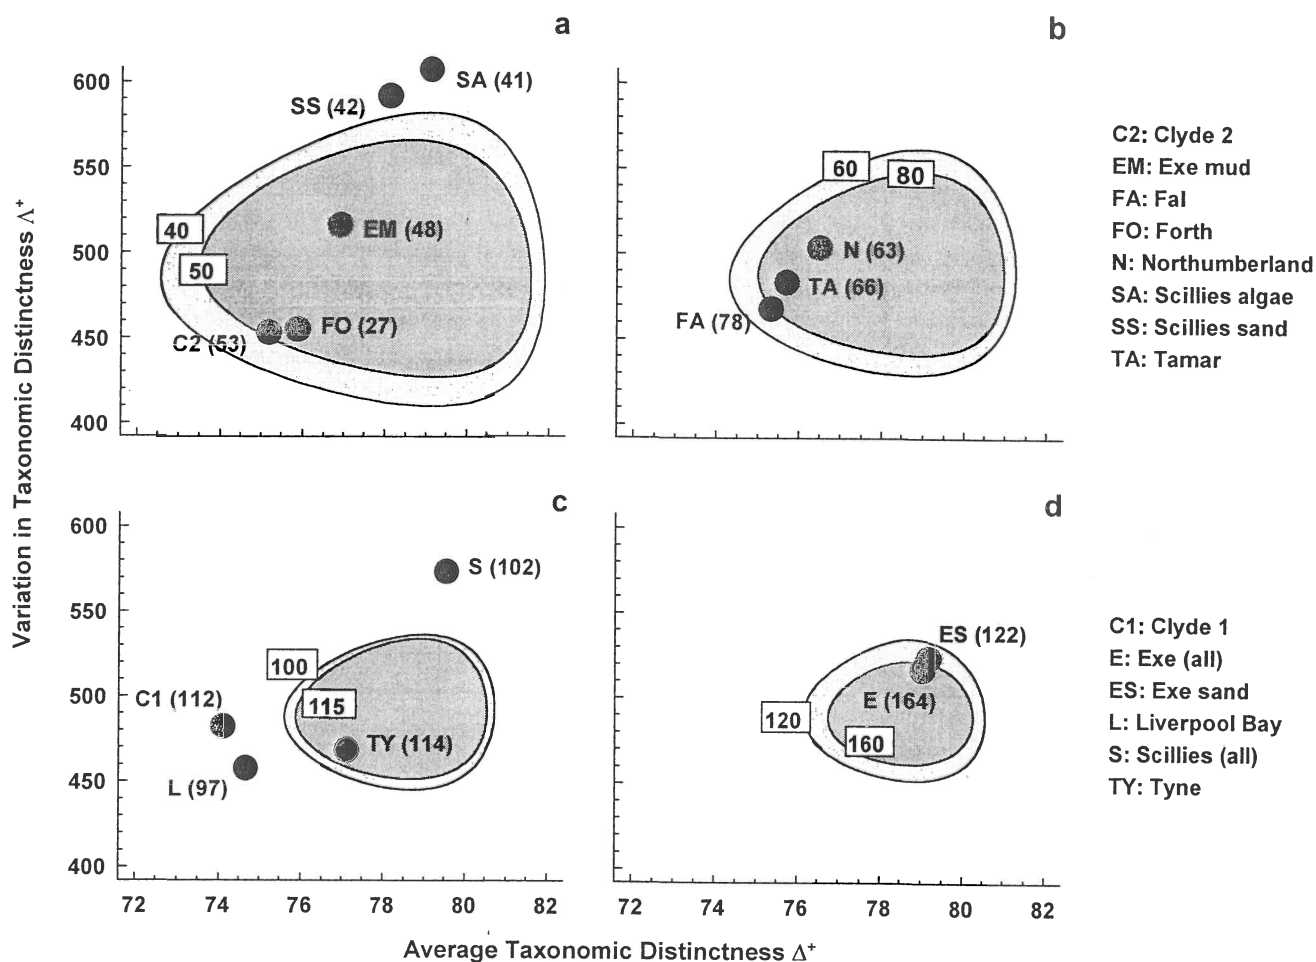 a
b
SA (41)
SS (42)
40
EM (48)
50
FO (27)
C2 (53)
60
80
N (63)
TA (66)
FA (78)
C2: Clyde 2
EM: Exe mud
FA: Fal
FO: Forth
N: Northumberland
SA: Scillies algae
SS: Scillies sand
TA: Tamar
600
550
500
450
400
Variation in Taxonomic Distinctness Λ⁺
c
d
S (102)
100
C1 (112)
115
TY (114)
L (97)
ES (122)
E (164)
120
160
C1: Clyde 1
E: Exe (all)
ES: Exe sand
L: Liverpool Bay
S: Scillies (all)
TY: Tyne
600
550
500
450
400
72 74 76 78 80 82
72 74 76 78 80 82
Average Taxonomic Distinctness Δ⁺